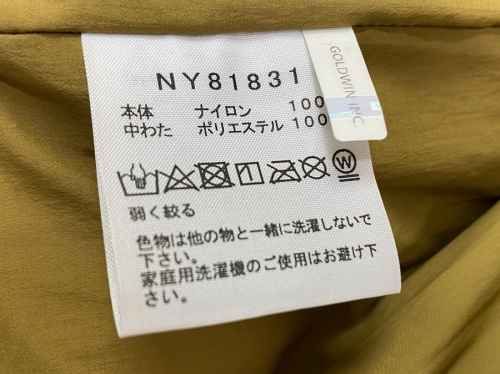 NY81831
本体 ナイロン 100
中わた ポリエステル 100
GOLDWIN INC.
弱く絞る
色物は他の物と一緒に洗濯しないで
下さい。
家庭用洗濯機のご使用はお避け下
さい。